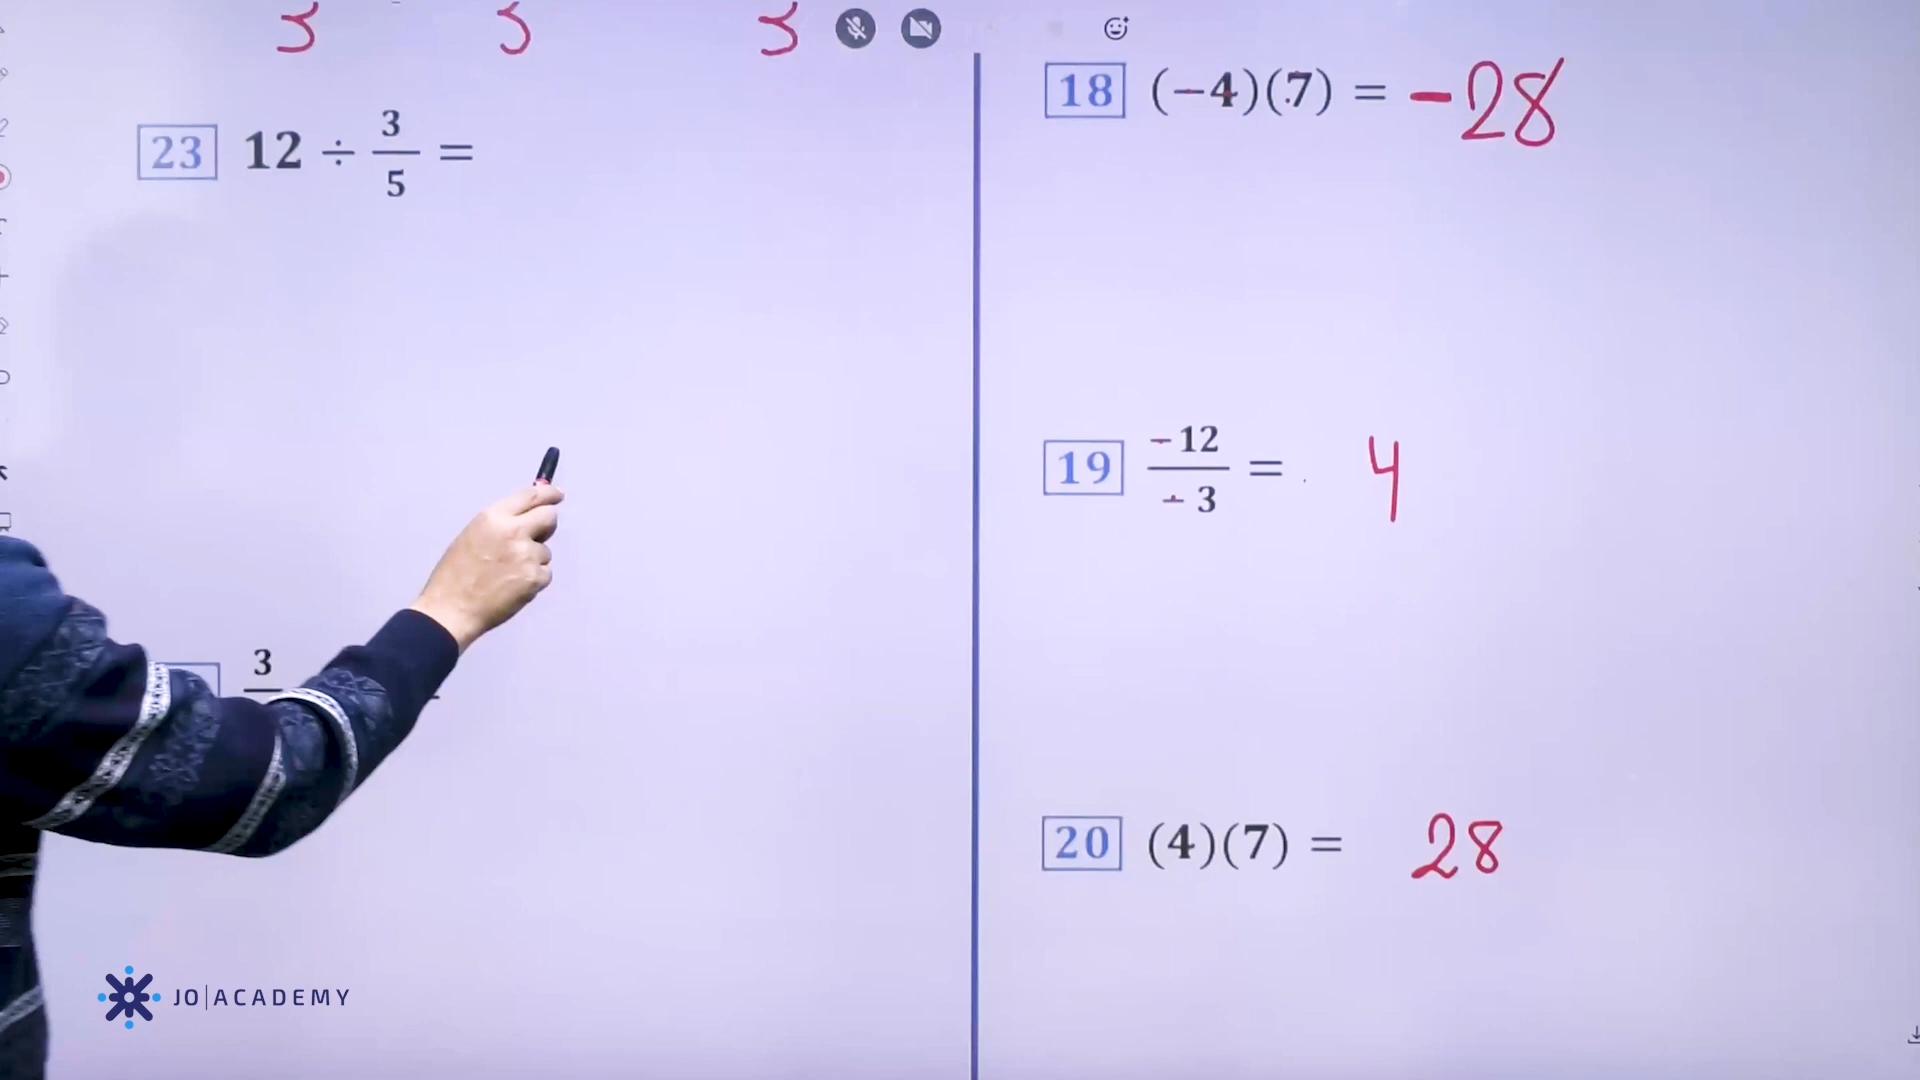 3 3 3
23 12 ÷ 3/5 =
3
18 (-4)(7) = -28
19 -12/-3 = 4
20 (4)(7) = 28
JO|ACADEMY